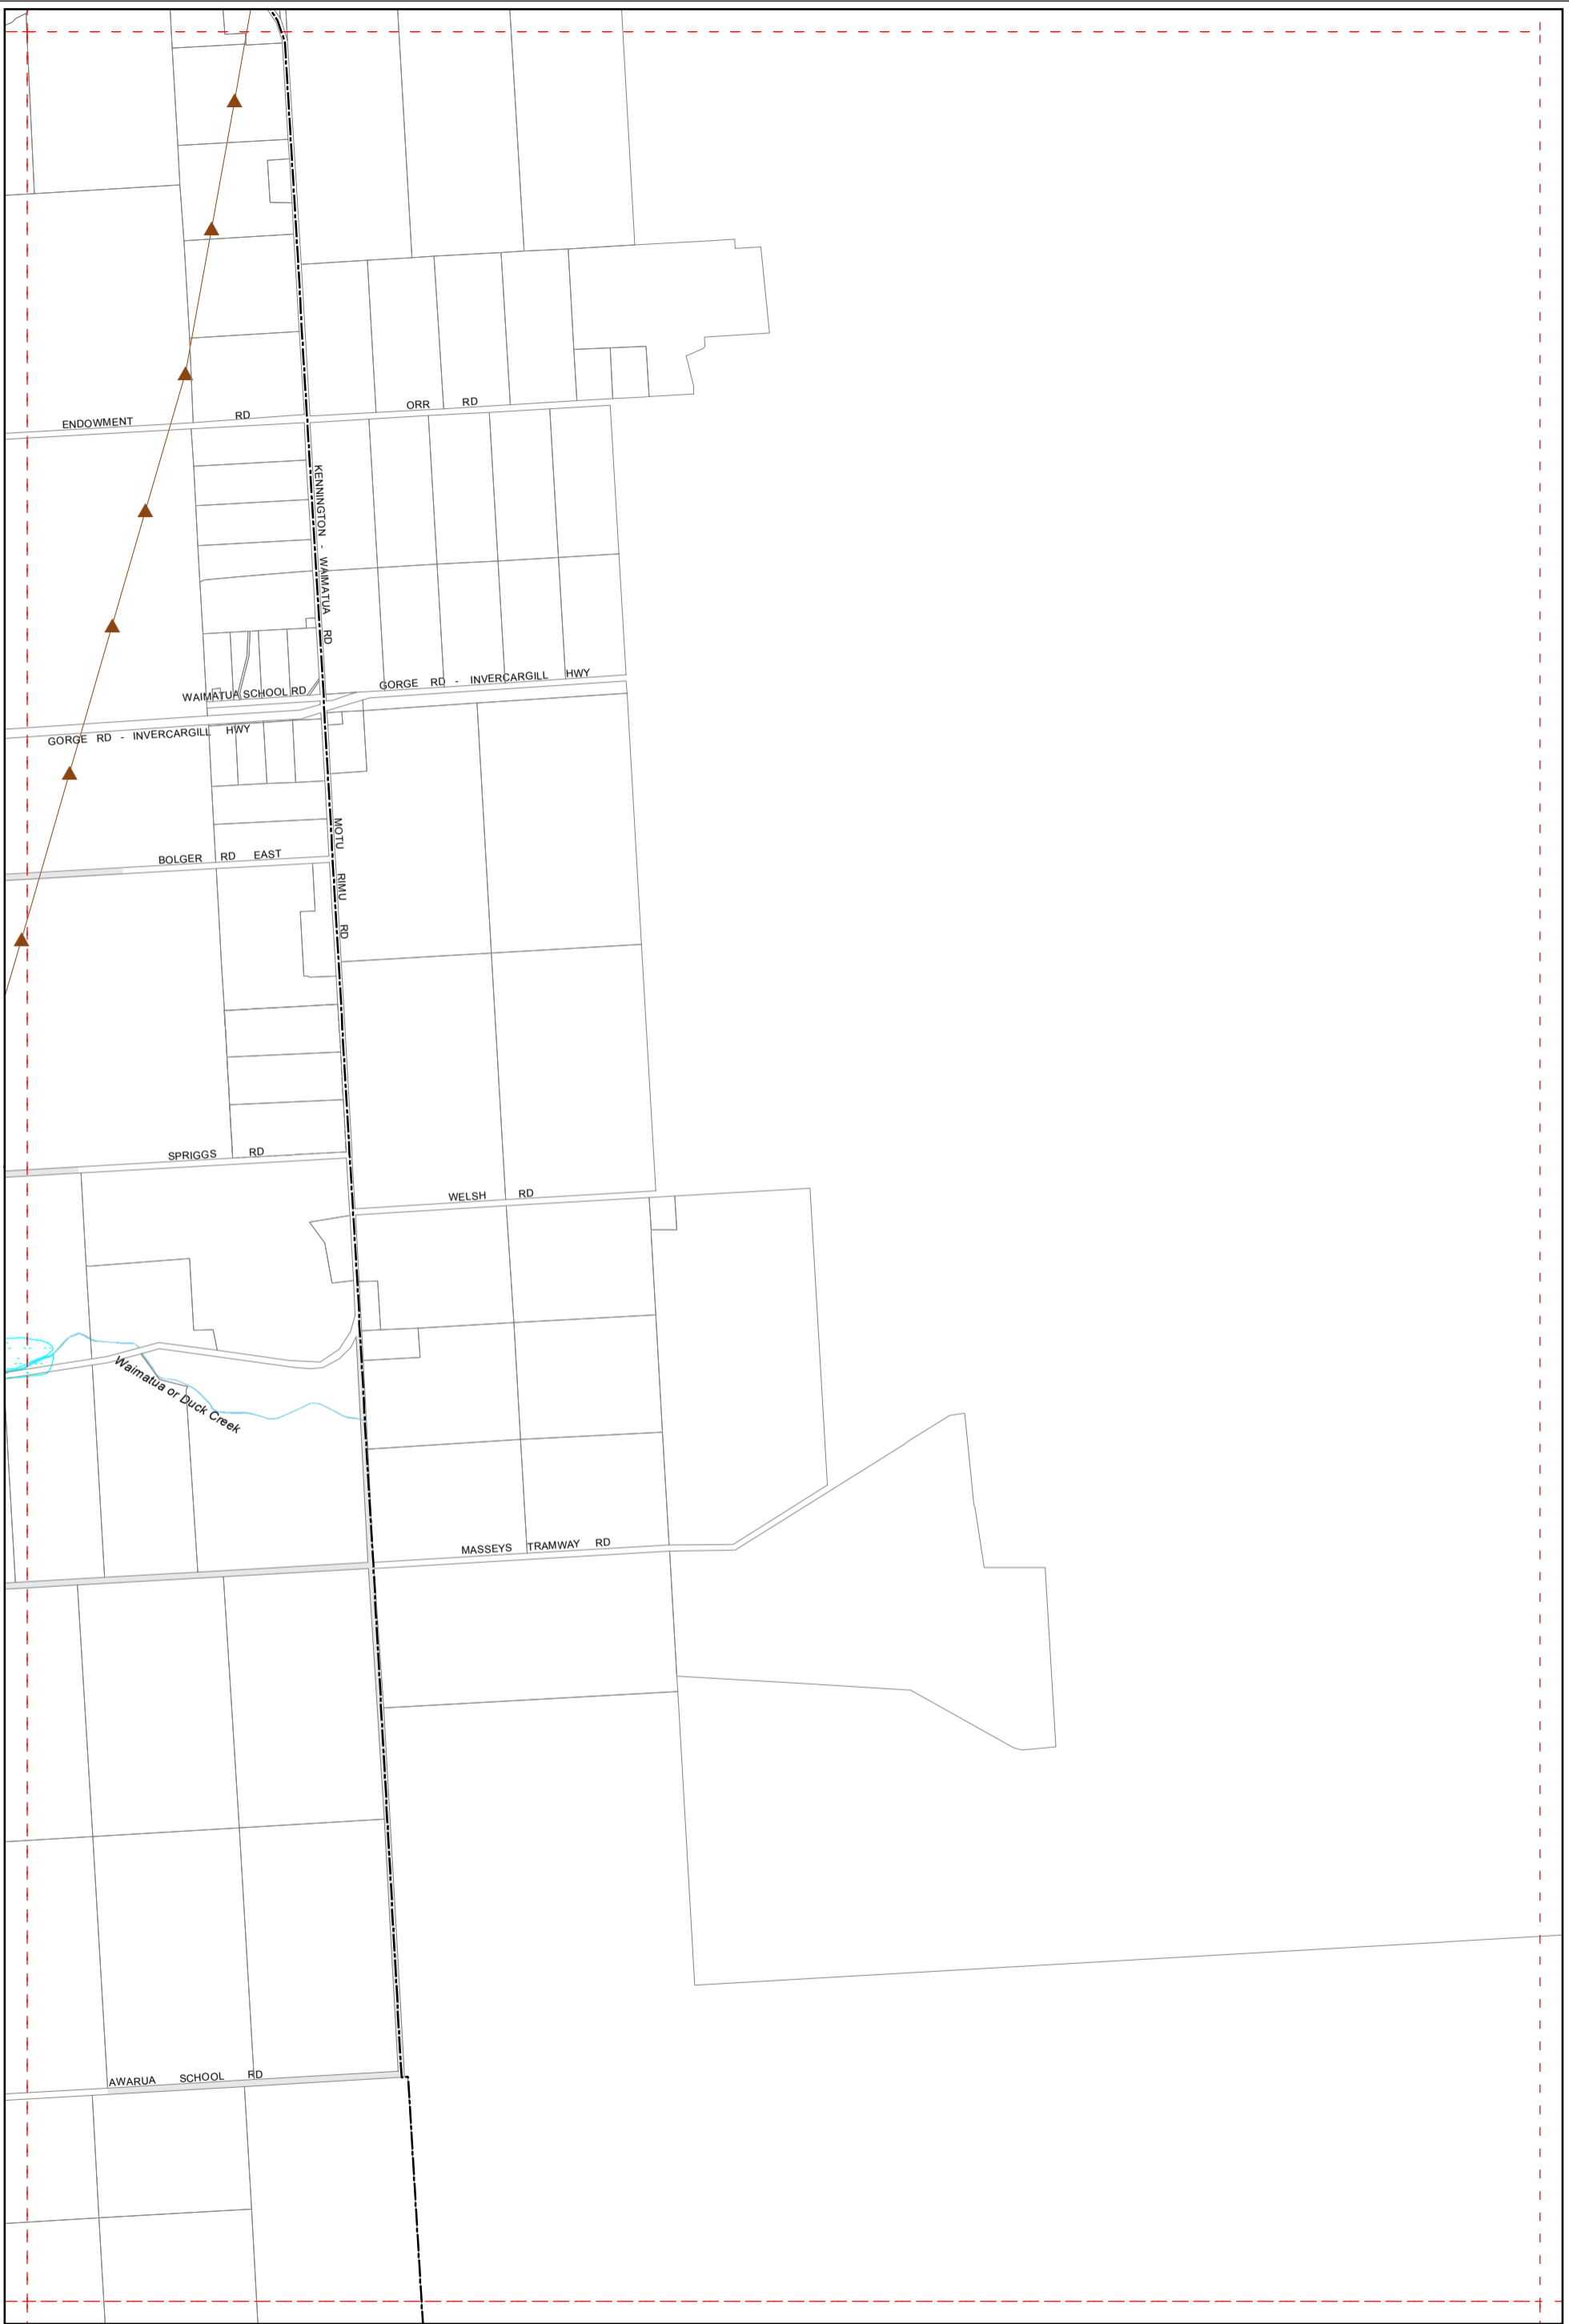 ENDOWMENT RD
ORR RD
KENNINGTON - WAIMATUA RD
WAIMATUA SCHOOL RD
GORGE RD - INVERCARGILL HWY
GORGE RD - INVERCARGILL HWY
MOTU RIMU RD
BOLGER RD EAST
SPRIGGS RD
WELSH RD
Waimatua or Duck Creek
MASSEYS TRAMWAY RD
AWARUA SCHOOL RD